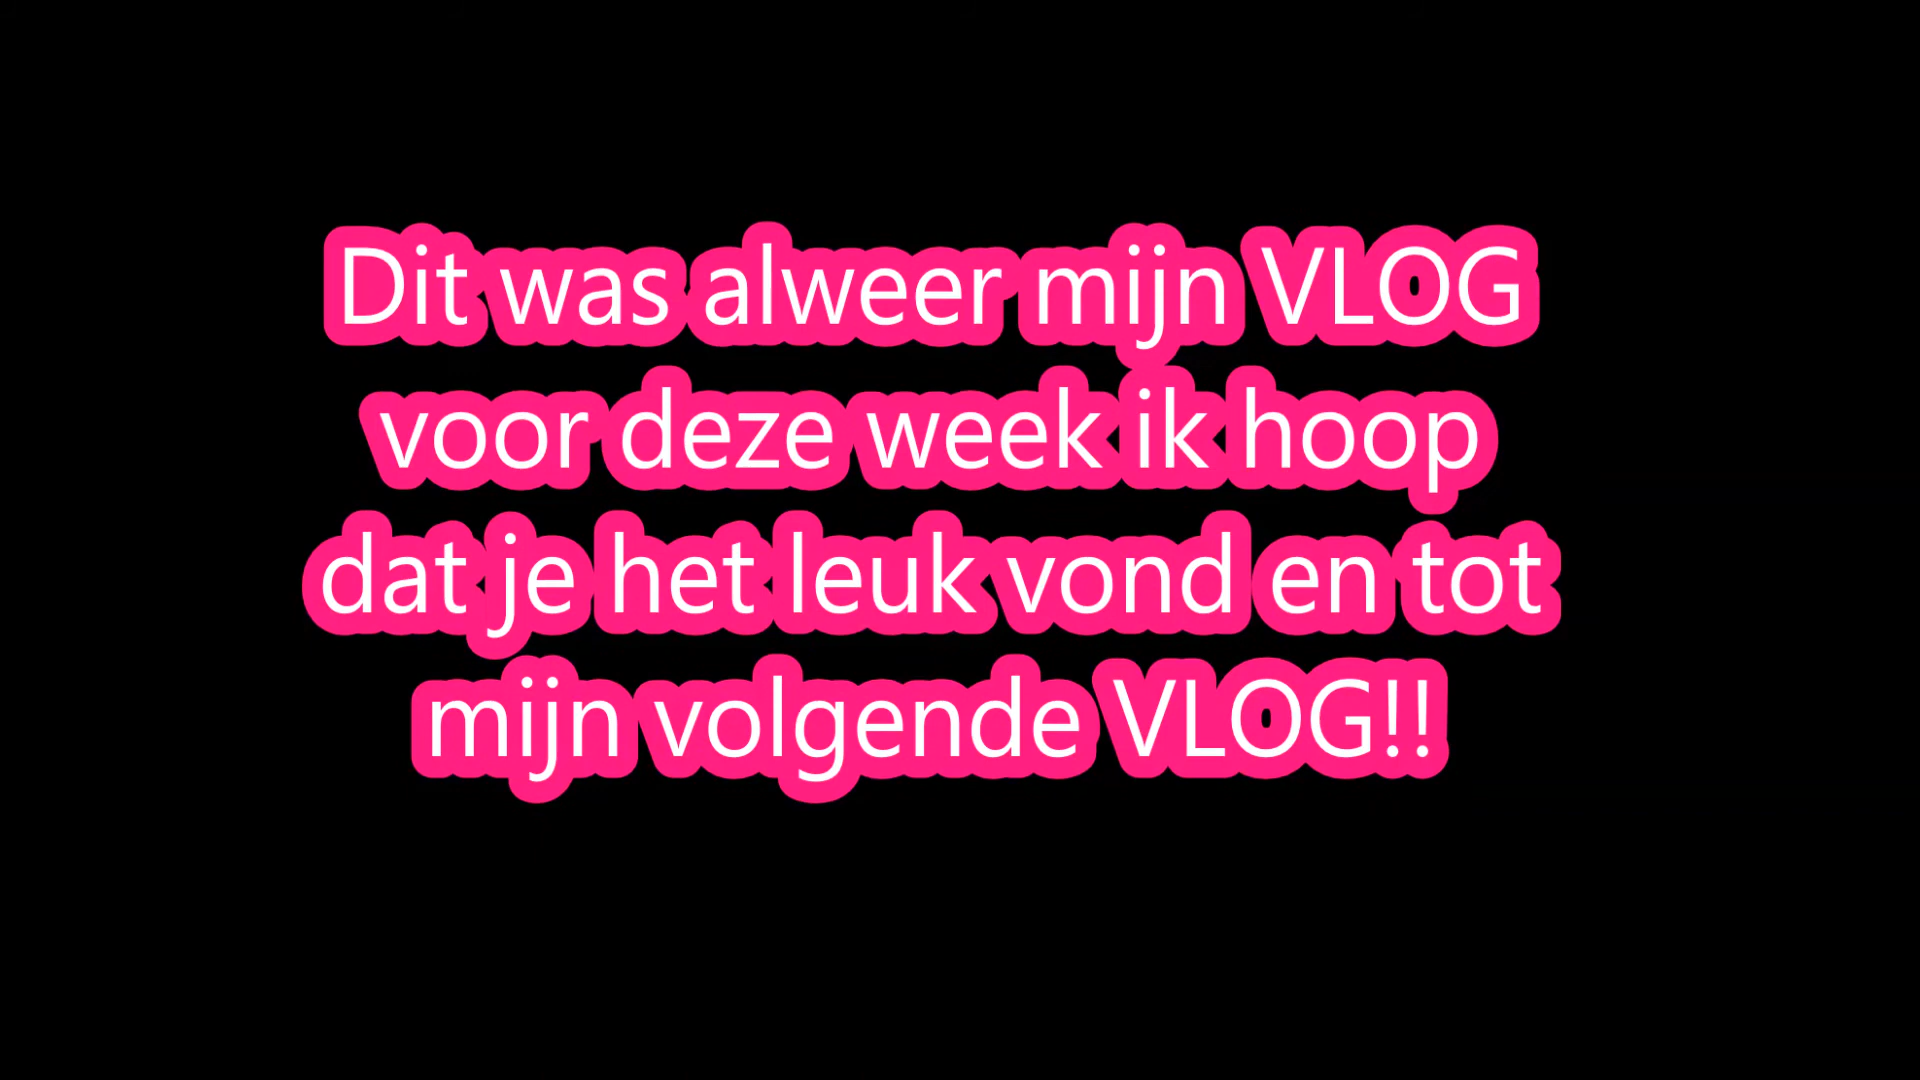 Dit was alweer mijn VLOG
voor deze week ik hoop
dat je het leuk vond en tot
mijn volgende VLOG!!